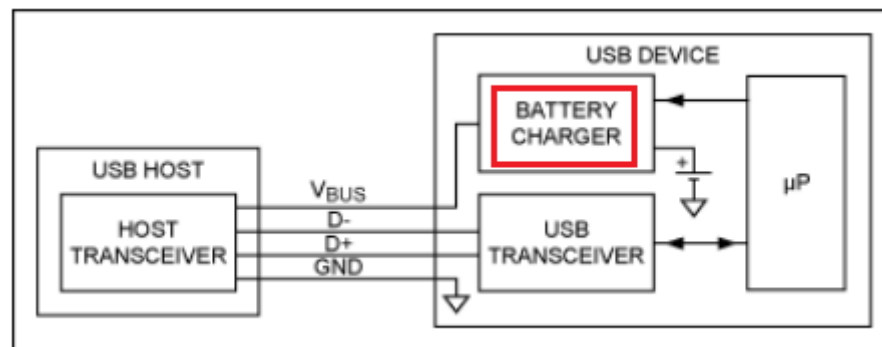 USB DEVICE
BATTERY
CHARGER
+
µP
USB HOST
VBUS
D-
D+
GND
HOST
TRANSCEIVER
USB
TRANSCEIVER